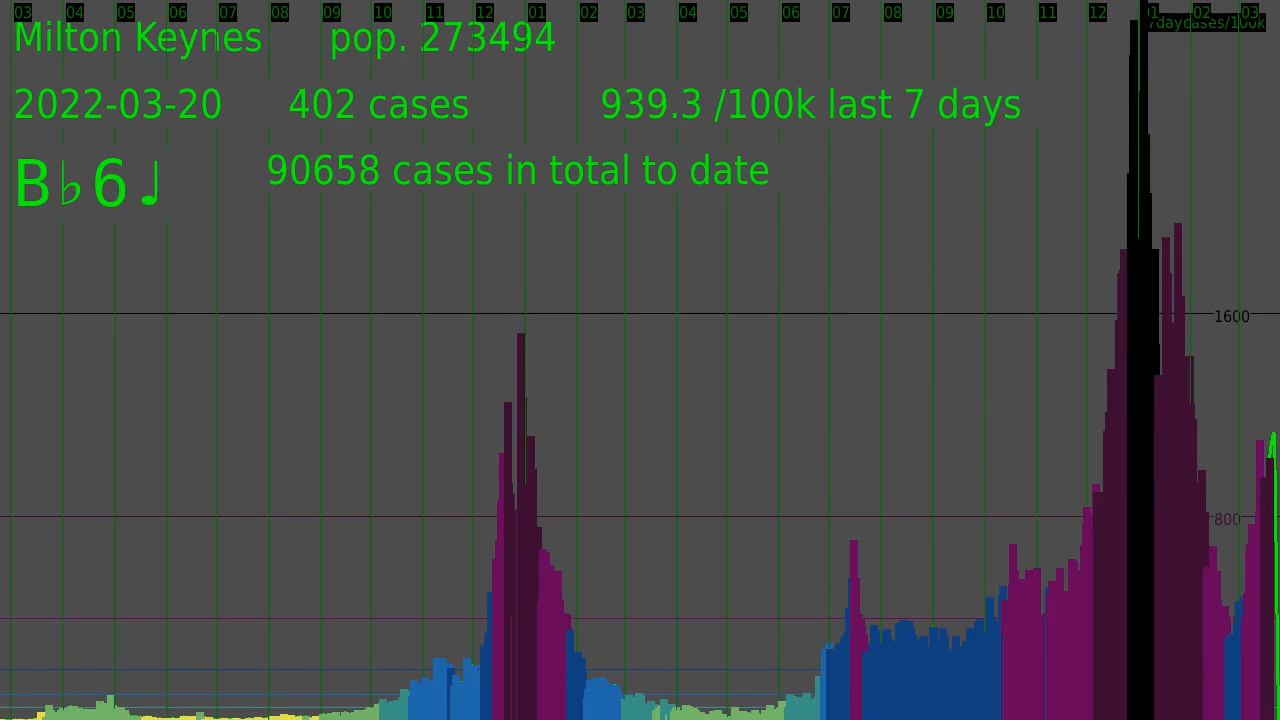 03 04 05 06 07 08 09 10 11 12 01 02 03 04 05 06 07 08 09 10 11 12 1 02 03
7daycases/100k
Milton Keynes pop. 273494
2022-03-20 402 cases 939.3 /100k last 7 days
B♭6♩ 90658 cases in total to date
1600
800